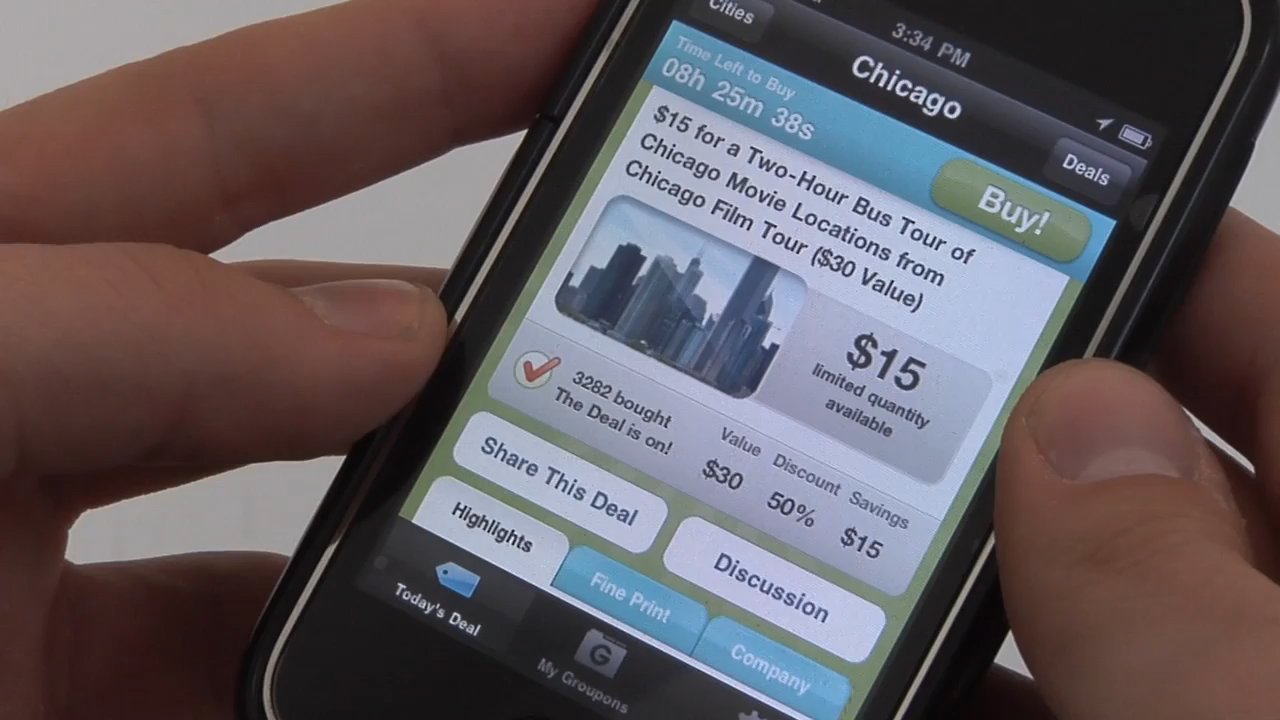 Cities
3:34 PM
Chicago
Deals
Time Left to Buy
08h 25m 38s
Buy!
$15 for a Two-Hour Bus Tour of
Chicago Movie Locations from
Chicago Film Tour ($30 Value)
$15
limited quantity
available
3282 bought
The Deal is on!
Value Discount Savings
$30 50% $15
Share This Deal
Discussion
Highlights
Fine Print
Company
Today's Deal
G
My Groupons